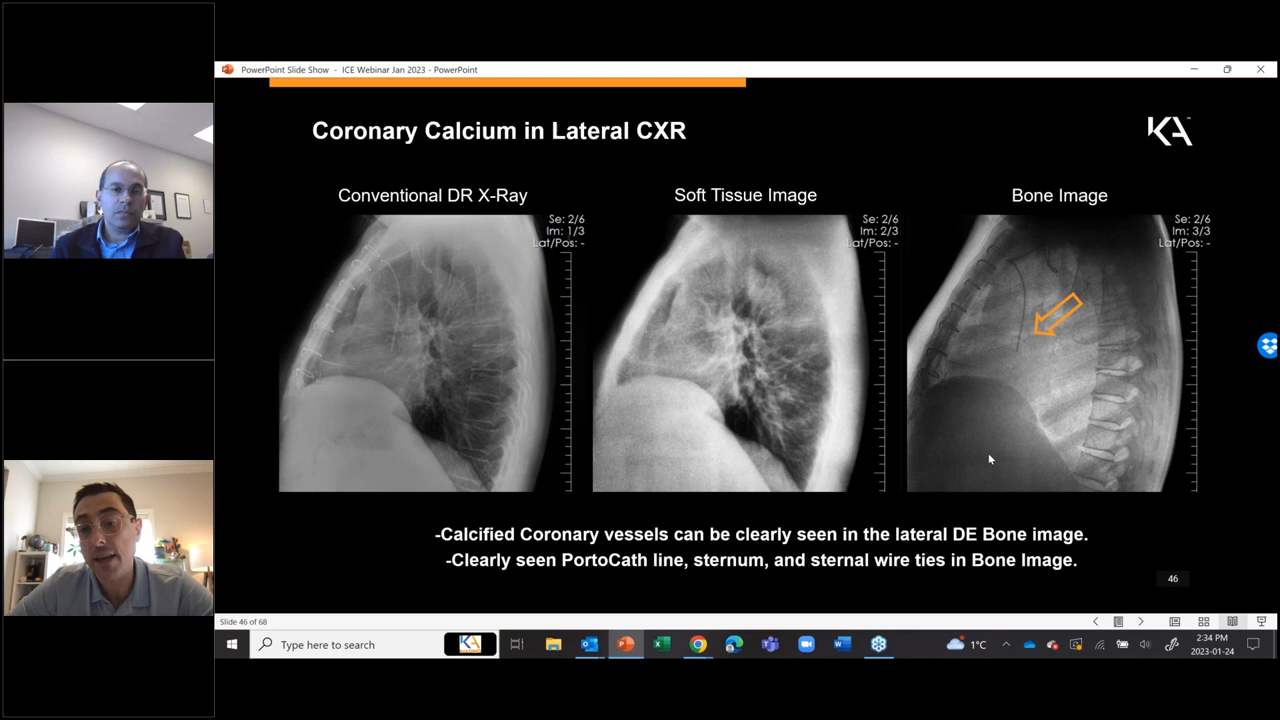 PowerPoint Slide Show - ICE Webinar Jan 2023 - PowerPoint
Coronary Calcium in Lateral CXR
KA™
Conventional DR X-Ray
Soft Tissue Image
Bone Image
Se: 2/6
Im: 1/3
Lat/Pos: -
Se: 2/6
Im: 2/3
Lat/Pos: -
Se: 2/6
Im: 3/3
Lat/Pos: -
-Calcified Coronary vessels can be clearly seen in the lateral DE Bone image.
-Clearly seen PortoCath line, sternum, and sternal wire ties in Bone Image.
46
Slide 46 of 68
Type here to search
KA
1°C
2:34 PM
2023-01-24